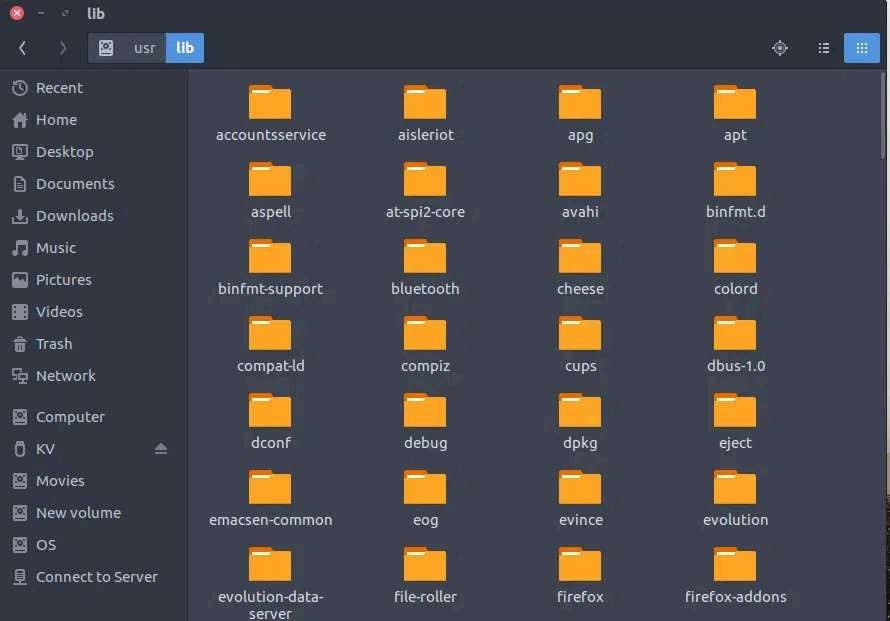 lib
usr lib
Recent
Home
Desktop
Documents
Downloads
Music
Pictures
Videos
Trash
Network
Computer
KV
Movies
New volume
OS
Connect to Server
accountsservice aisleriot apg apt
aspell at-spi2-core avahi binfmt.d
binfmt-support bluetooth cheese colord
compat-ld compiz cups dbus-1.0
dconf debug dpkg eject
emacsen-common eog evince evolution
evolution-data-
server
file-roller firefox firefox-addons